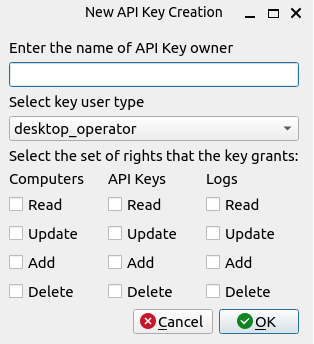 New API Key Creation
Enter the name of API Key owner
Select key user type
desktop_operator
Select the set of rights that the key grants:
Computers API Keys Logs
Read Read Read
Update Update Update
Add Add Add
Delete Delete Delete
Cancel OK